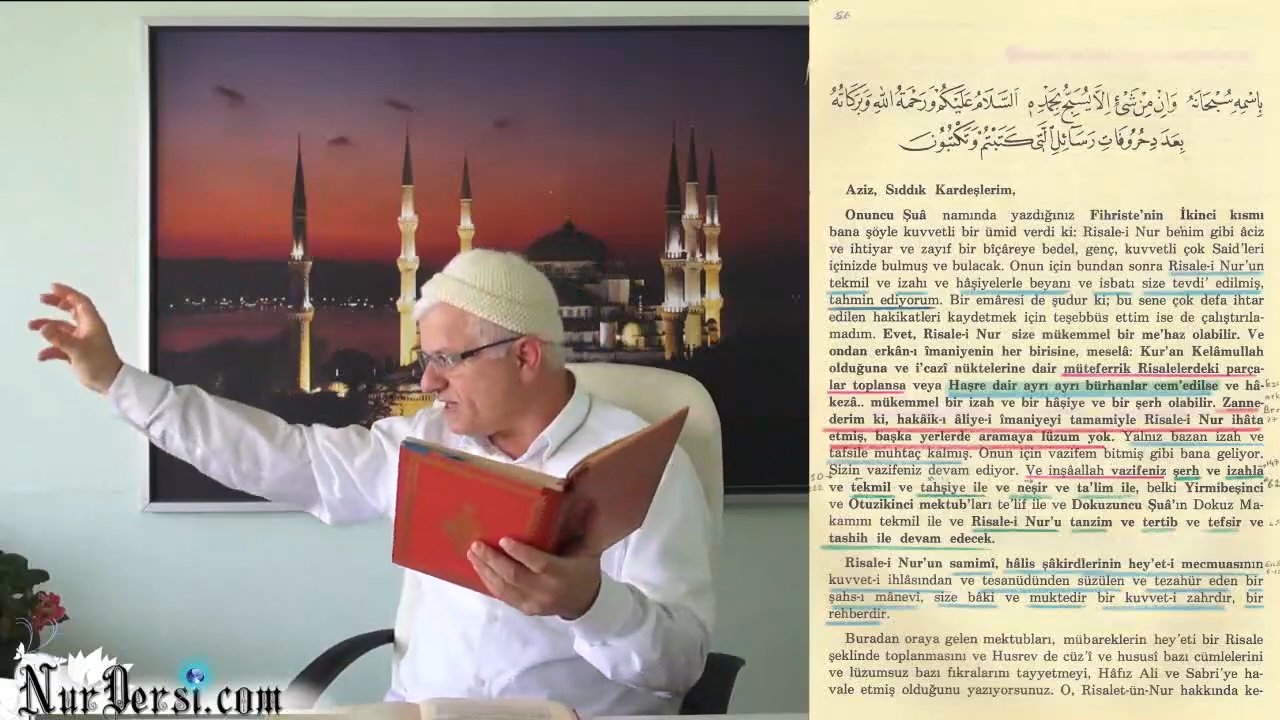 56
بِاسْمِهِ سُبْحَانَهُ وَاِنْ مِنْ شَيْءٍ اِلَّا يُسَبِّحُ بِحَمْدِهِ اَلسَّلَامُ عَلَيْكُمْ وَرَحْمَةُ اللهِ وَبَرَكَاتُهُ
بِعَدَدِ حُرُوفَاتِ رَسَائِلِ الَّتِى كَتَبْتُمْ وَتَكْتُبُونَ
Aziz, Sıddık Kardeşlerim,
Onuncu Şuâ namında yazdığınız Fihriste'nin İkinci kısmı
bana şöyle kuvvetli bir ümid verdi ki: Risale-i Nur benim gibi âciz
ve ihtiyar ve zayıf bir bîçâreye bedel, genç, kuvvetli çok Said'leri
içinizde bulmuş ve bulacak. Onun için bundan sonra Risale-i Nur'un
tekmil ve izahı ve hâşiyelerle beyanı ve isbatı size tevdi' edilmiş,
tahmin ediyorum. Bir emâresi de şudur ki; bu sene çok defa ihtar
edilen hakikatleri kaydetmek için teşebbüs ettim ise de çalıştırıla-
madım. Evet, Risale-i Nur size mükemmel bir me'haz olabilir. Ve
ondan erkân-ı îmaniyenin her birisine, meselâ: Kur'an Kelâmullah
olduğuna ve i'cazî nüktelerine dair müteferrik Risalelerdeki parça-
lar toplansa veya Haşre dair ayrı ayrı bürhanlar cem'edilse ve hâ-
kezâ.. mükemmel bir izah ve bir hâşiye ve bir şerh olabilir. Zanne-
derim ki, hakâik-ı âliye-i îmaniyeyi tamamiyle Risale-i Nur ihâta
etmiş, başka yerlerde aramaya lüzum yok. Yalnız bazan izah ve
tafsile muhtaç kalmış. Onun için vazifem bitmiş gibi bana geliyor.
Sizin vazifeniz devam ediyor. Ve inşâallah vazifeniz şerh ve izahla
ve tekmil ve tahşiye ile ve neşir ve ta'lim ile, belki Yirmibeşinci
ve Otuzikinci mektub'ları te'lif ile ve Dokuzuncu Şuâ'ın Dokuz Ma-
kamını tekmil ile ve Risale-i Nur'u tanzim ve tertib ve tefsir ve
tashih ile devam edecek.
Risale-i Nur'un samimî, hâlis şâkirdlerinin hey'et-i mecmuasının
kuvvet-i ihlâsından ve tesanüdünden süzülen ve tezahür eden bir
şahs-ı mânevî, size bâki ve muktedir bir kuvvet-i zahrdır, bir
rehberdir.
Buradan oraya gelen mektubları, mübareklerin hey'eti bir Risale
şeklinde toplanmasını ve Husrev de cüz'î ve hususî bazı cümlelerini
ve lüzumsuz bazı fıkralarını tayyetmeyi, Hâfız Ali ve Sabri'ye ha-
vale etmiş olduğunu yazıyorsunuz. O, Risalet-ün-Nur hakkında ke-
NurDersi.com